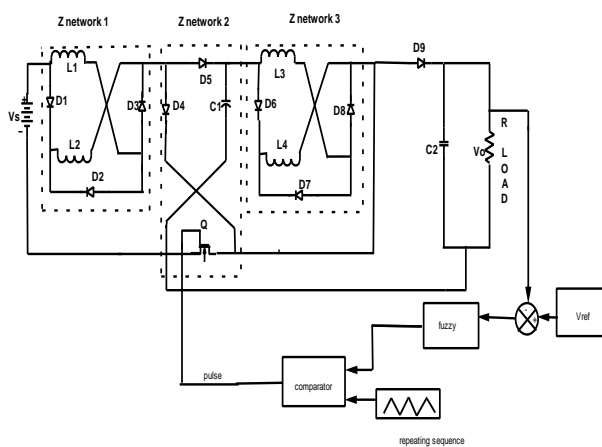 Z network 1
Z network 2
Z network 3
L1
D5
L3
D9
D1
D3
D4
C1
D6
D8
Vs
L2
L4
C2
Vo
R LOAD
D2
D7
Q
fuzzy
Vref
pulse
comparator
repeating sequence